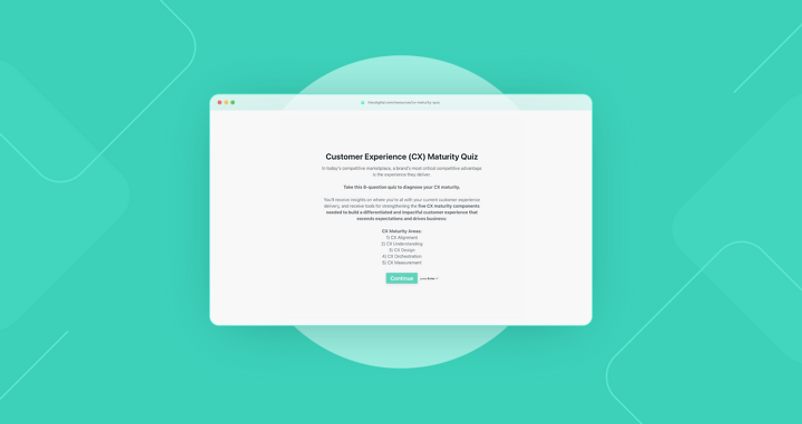 Customer Experience (CX) Maturity Quiz
In today's competitive marketplace, a brand's most critical competitive advantage
is the experience they deliver.
Take this 8-question quiz to diagnose your CX maturity.
You'll receive insights on where you're at with your current customer experience
delivery, and receive tools for strengthening the five CX maturity components
needed to build a differentiated and impactful customer experience that
exceeds expectations and drives business.
CX Maturity Areas:
1) CX Alignment
2) CX Understanding
3) CX Design
4) CX Orchestration
5) CX Measurement
Continue
press Enter ↵